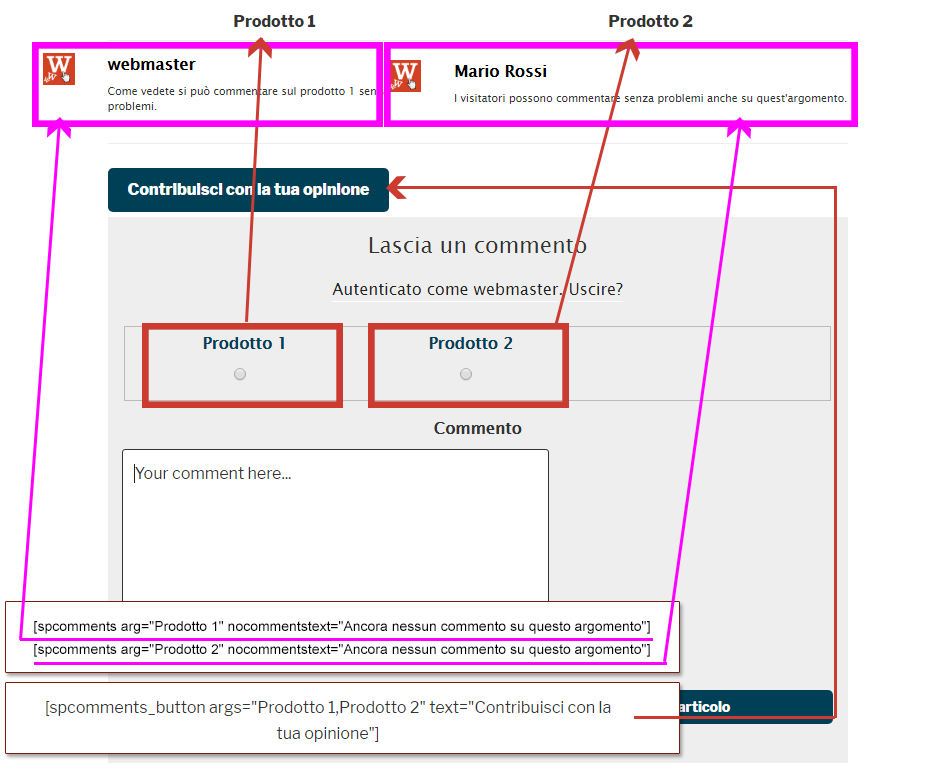 Prodotto 1
Prodotto 2
webmaster
Come vedete si può commentare sul prodotto 1 sen
problemi.
Mario Rossi
I visitatori possono commentare senza problemi anche su quest'argomento.
Contribuisci con la tua opinione
Lascia un commento
Autenticato come webmaster. Uscire?
Prodotto 1
Prodotto 2
Commento
Your comment here...
[spcomments arg="Prodotto 1" nocommentstext="Ancora nessun commento su questo argomento"]
[spcomments arg="Prodotto 2" nocommentstext="Ancora nessun commento su questo argomento"]
[spcomments_button args="Prodotto 1,Prodotto 2" text="Contribuisci con la
tua opinione"]
articolo